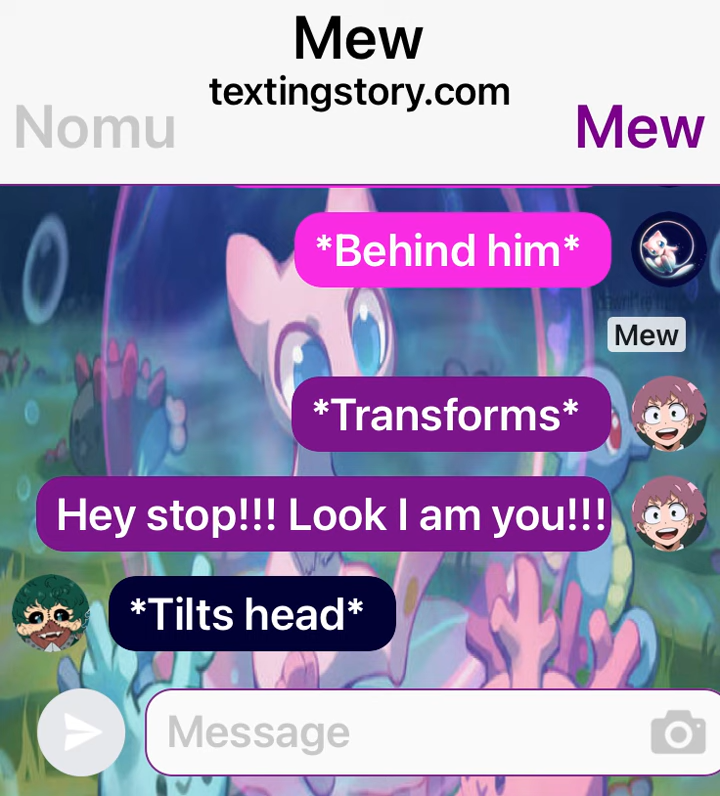 Mew
textingstory.com
Nomu
Mew
*Behind him*
Mew
*Transforms*
Hey stop!!! Look I am you!!!
*Tilts head*
Message